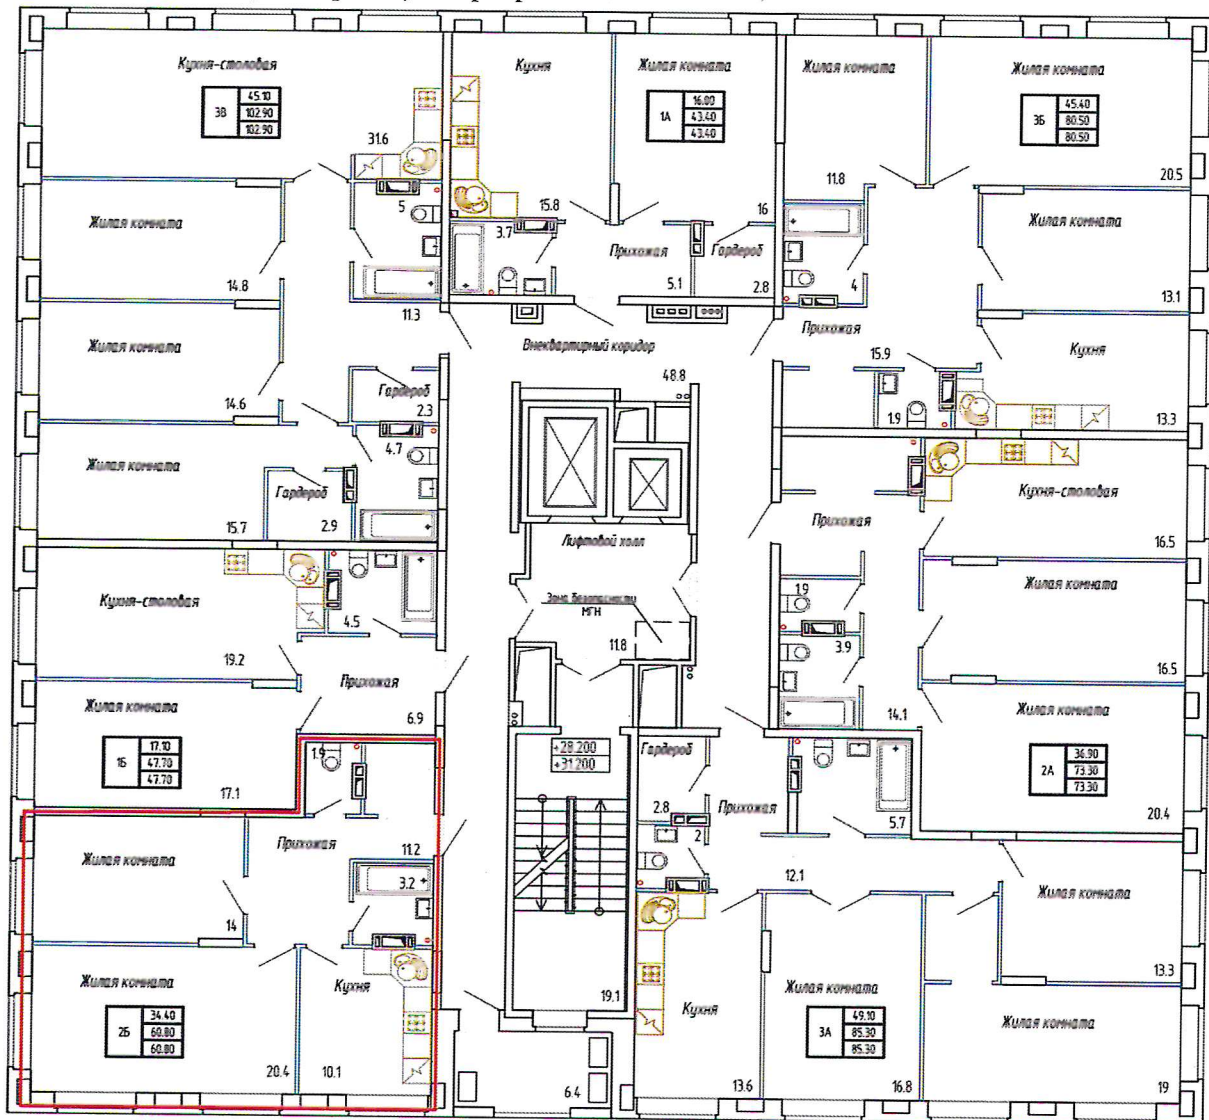 Кухня-столовая
3В
45.10
102.90
102.90
31.6
Кухня
15.8
Жилая комната
1А
16.00
43.40
43.40
16
Жилая комната
11.8
Жилая комната
3Б
45.40
80.50
80.50
20.5
Жилая комната
14.8
5
11.3
3.7
Прихожая
5.1
Гардероб
2.8
4
Жилая комната
13.1
Жилая комната
14.6
Гардероб
2.3
Внеквартирный коридор
48.8
Прихожая
15.9
1.9
Кухня
13.3
Жилая комната
15.7
Гардероб
2.9
4.7
Лифтовой холл
Зона безопасности
МГН
11.8
Прихожая
Кухня-столовая
16.5
Кухня-столовая
19.2
4.5
Прихожая
6.9
1.9
3.9
14.1
Жилая комната
16.5
Жилая комната
1Б
17.10
47.70
47.70
17.1
+28.200
+31.200
19.1
Гардероб
2.8
Прихожая
2
5.7
12.1
Жилая комната
2А
36.90
73.30
73.30
20.4
1.9
Прихожая
11.2
3.2
Жилая комната
14
Жилая комната
2Б
34.40
60.80
60.80
20.4
Кухня
10.1
6.4
Кухня
13.6
Жилая комната
3А
49.10
85.30
85.30
16.8
Жилая комната
13.3
Жилая комната
19